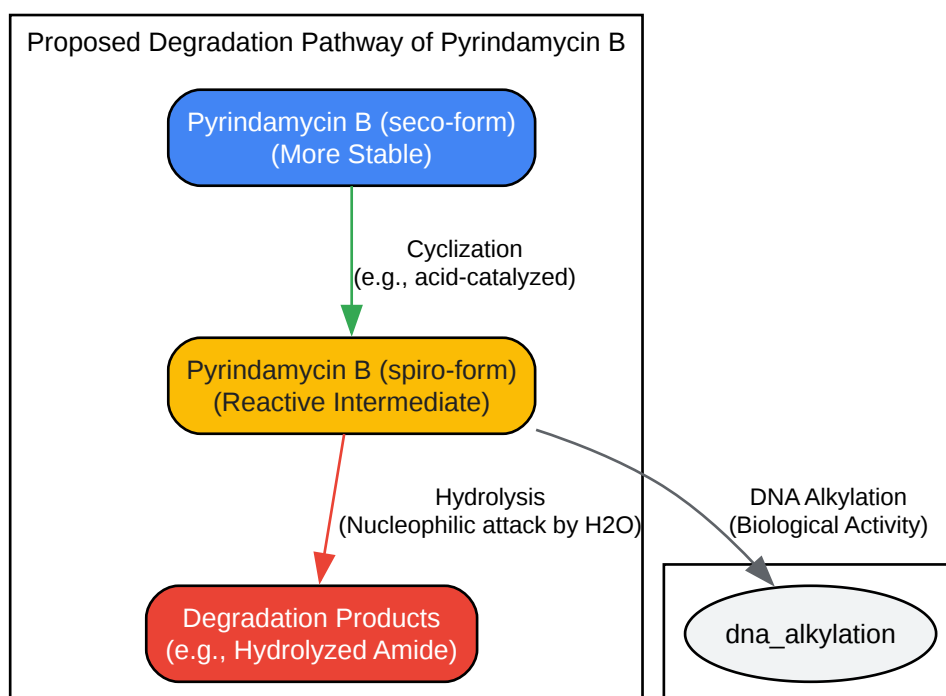 Proposed Degradation Pathway of Pyrindamycin B
Pyrindamycin B (seco-form)
(More Stable)
Cyclization
(e.g., acid-catalyzed)
Pyrindamycin B (spiro-form)
(Reactive Intermediate)
Hydrolysis
(Nucleophilic attack by H2O)
DNA Alkylation
(Biological Activity)
Degradation Products
(e.g., Hydrolyzed Amide)
dna_alkylation